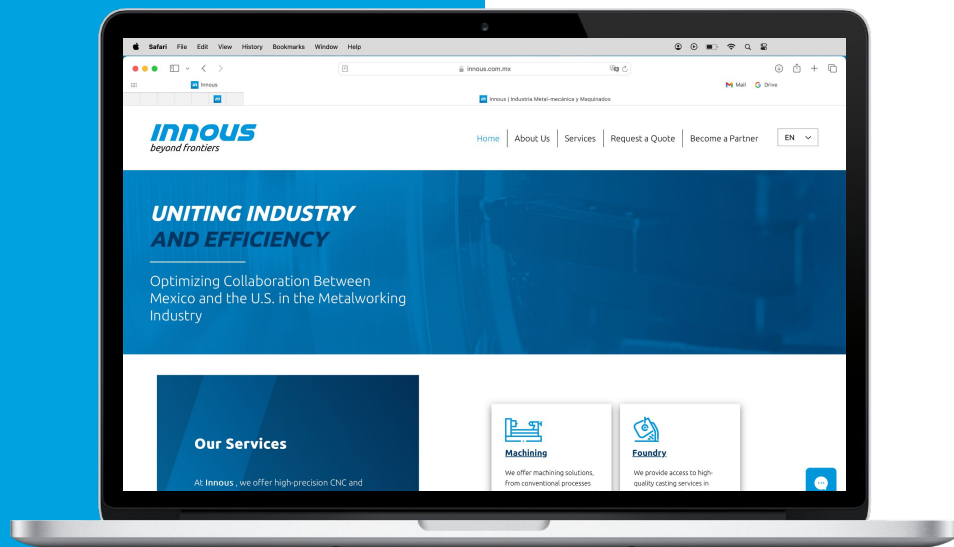 Safari File Edit View History Bookmarks Window Help
innous.com.mx
Innous
Mail Drive
Innous | Industria Metal-mecánica y Maquinados
INNOUS
beyond frontiers
Home About Us Services Request a Quote Become a Partner EN
UNITING INDUSTRY
AND EFFICIENCY
Optimizing Collaboration Between
Mexico and the U.S. in the Metalworking
Industry
Our Services
At Innous , we offer high-precision CNC and
Machining
We offer machining solutions,
from conventional processes
Foundry
We provide access to high-
quality casting services in